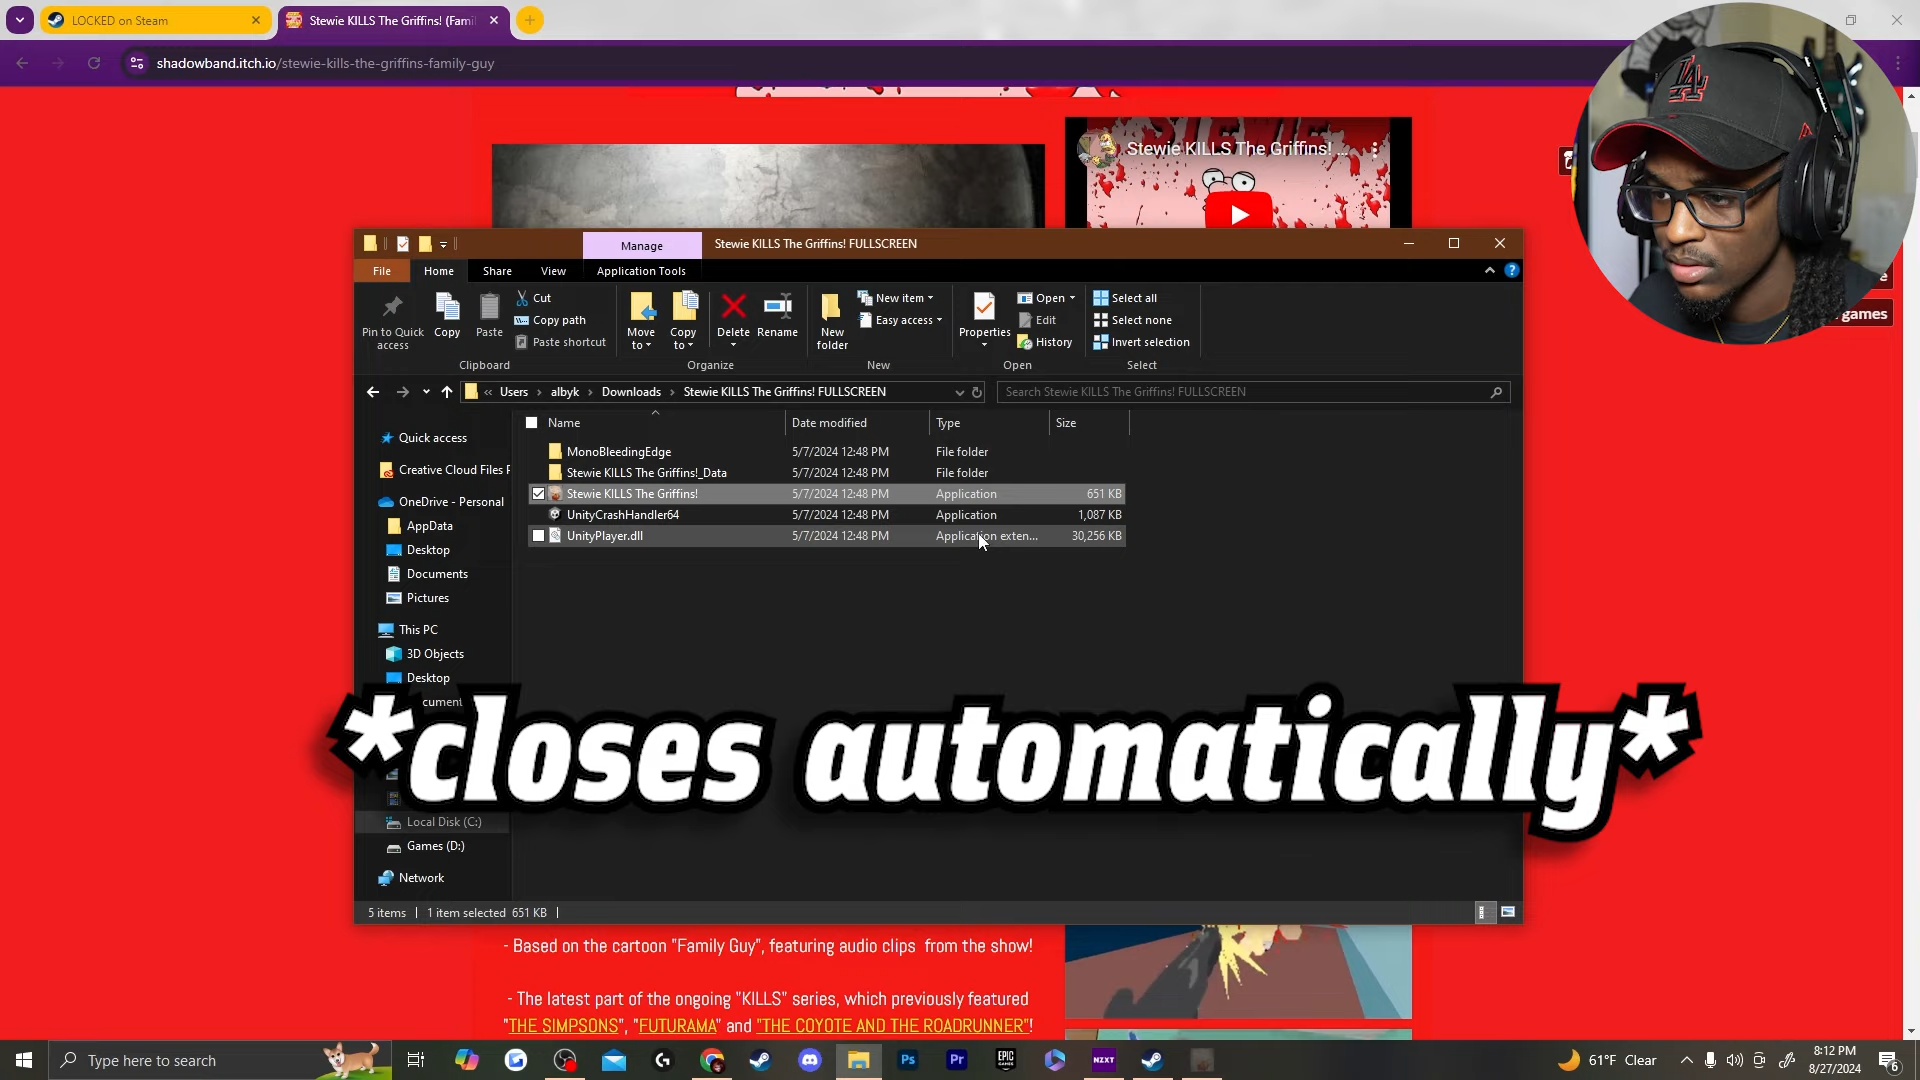 LOCKED on Steam
Stewie KILLS The Griffins! (Fami
shadowband.itch.io/stewie-kills-the-griffins-family-guy
STEWIE
Stewie KILLS The Griffins! ...
games
Manage
Stewie KILLS The Griffins! FULLSCREEN
File
Home
Share
View
Application Tools
Pin to Quick access
Copy
Paste
Cut
Copy path
Paste shortcut
Clipboard
Move to
Copy to
Delete
Rename
Organize
New folder
New item
Easy access
New
Properties
Open
Edit
History
Open
Select all
Select none
Invert selection
Select
« Users > albyk > Downloads > Stewie KILLS The Griffins! FULLSCREEN
Search Stewie KILLS The Griffins! FULLSCREEN
Name Date modified Type Size
MonoBleedingEdge 5/7/2024 12:48 PM File folder
Stewie KILLS The Griffins!_Data 5/7/2024 12:48 PM File folder
Stewie KILLS The Griffins! 5/7/2024 12:48 PM Application 651 KB
UnityCrashHandler64 5/7/2024 12:48 PM Application 1,087 KB
UnityPlayer.dll 5/7/2024 12:48 PM Application exten... 30,256 KB
Quick access
Creative Cloud Files F
OneDrive - Personal
AppData
Desktop
Documents
Pictures
This PC
3D Objects
Desktop
cument
*closes automatically*
Local Disk (C:)
Games (D:)
Network
5 items | 1 item selected 651 KB |
- Based on the cartoon "Family Guy", featuring audio clips from the show!
- The latest part of the ongoing "KILLS" series, which previously featured
"THE SIMPSONS", "FUTURAMA" and "THE COYOTE AND THE ROADRUNNER"!
Type here to search
Ps
Pr
EPIC GAMES
NZXT
61°F Clear
8:12 PM
8/27/2024
6